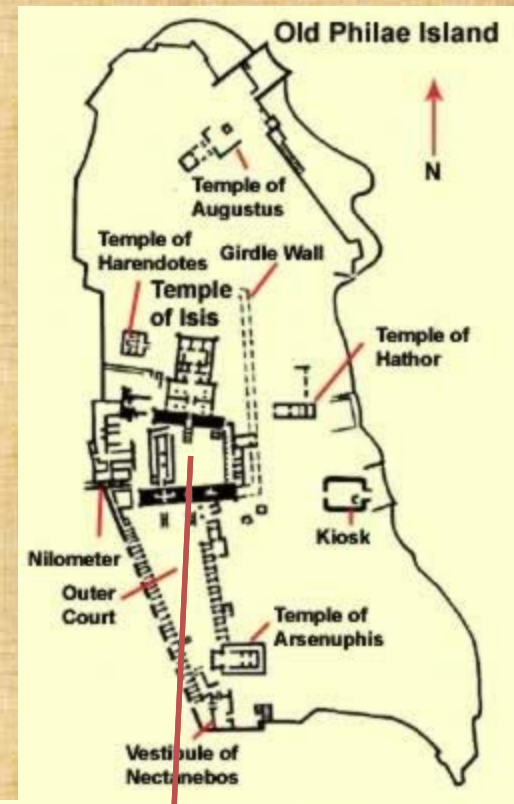 Old Philae Island
N
Temple of
Augustus
Temple of
Harendotes
Girdle Wall
Temple
of Isis
Temple of
Hathor
Kiosk
Nilometer
Outer
Court
Temple of
Arsenuphis
Vestibule of
Nectanebos